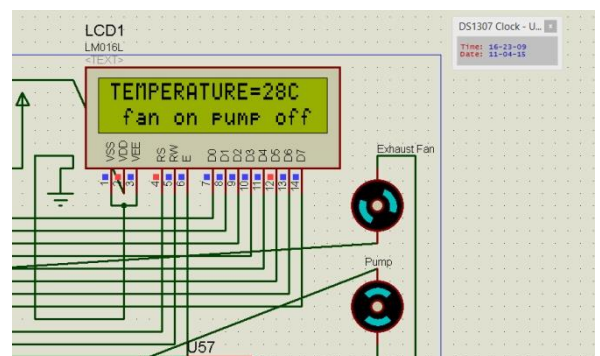 LCD1
LM016L
<TEXT>
TEMPERATURE=28C
fan on pump off
VSS
VDD
VEE
RS
RW
E
D0
D1
D2
D3
D4
D5
D6
D7
1
2
3
4
5
6
7
8
9
10
11
12
13
14
DS1307 Clock - U...
Time: 16-23-09
Date: 11-04-15
Exhaust Fan
Pump
U57